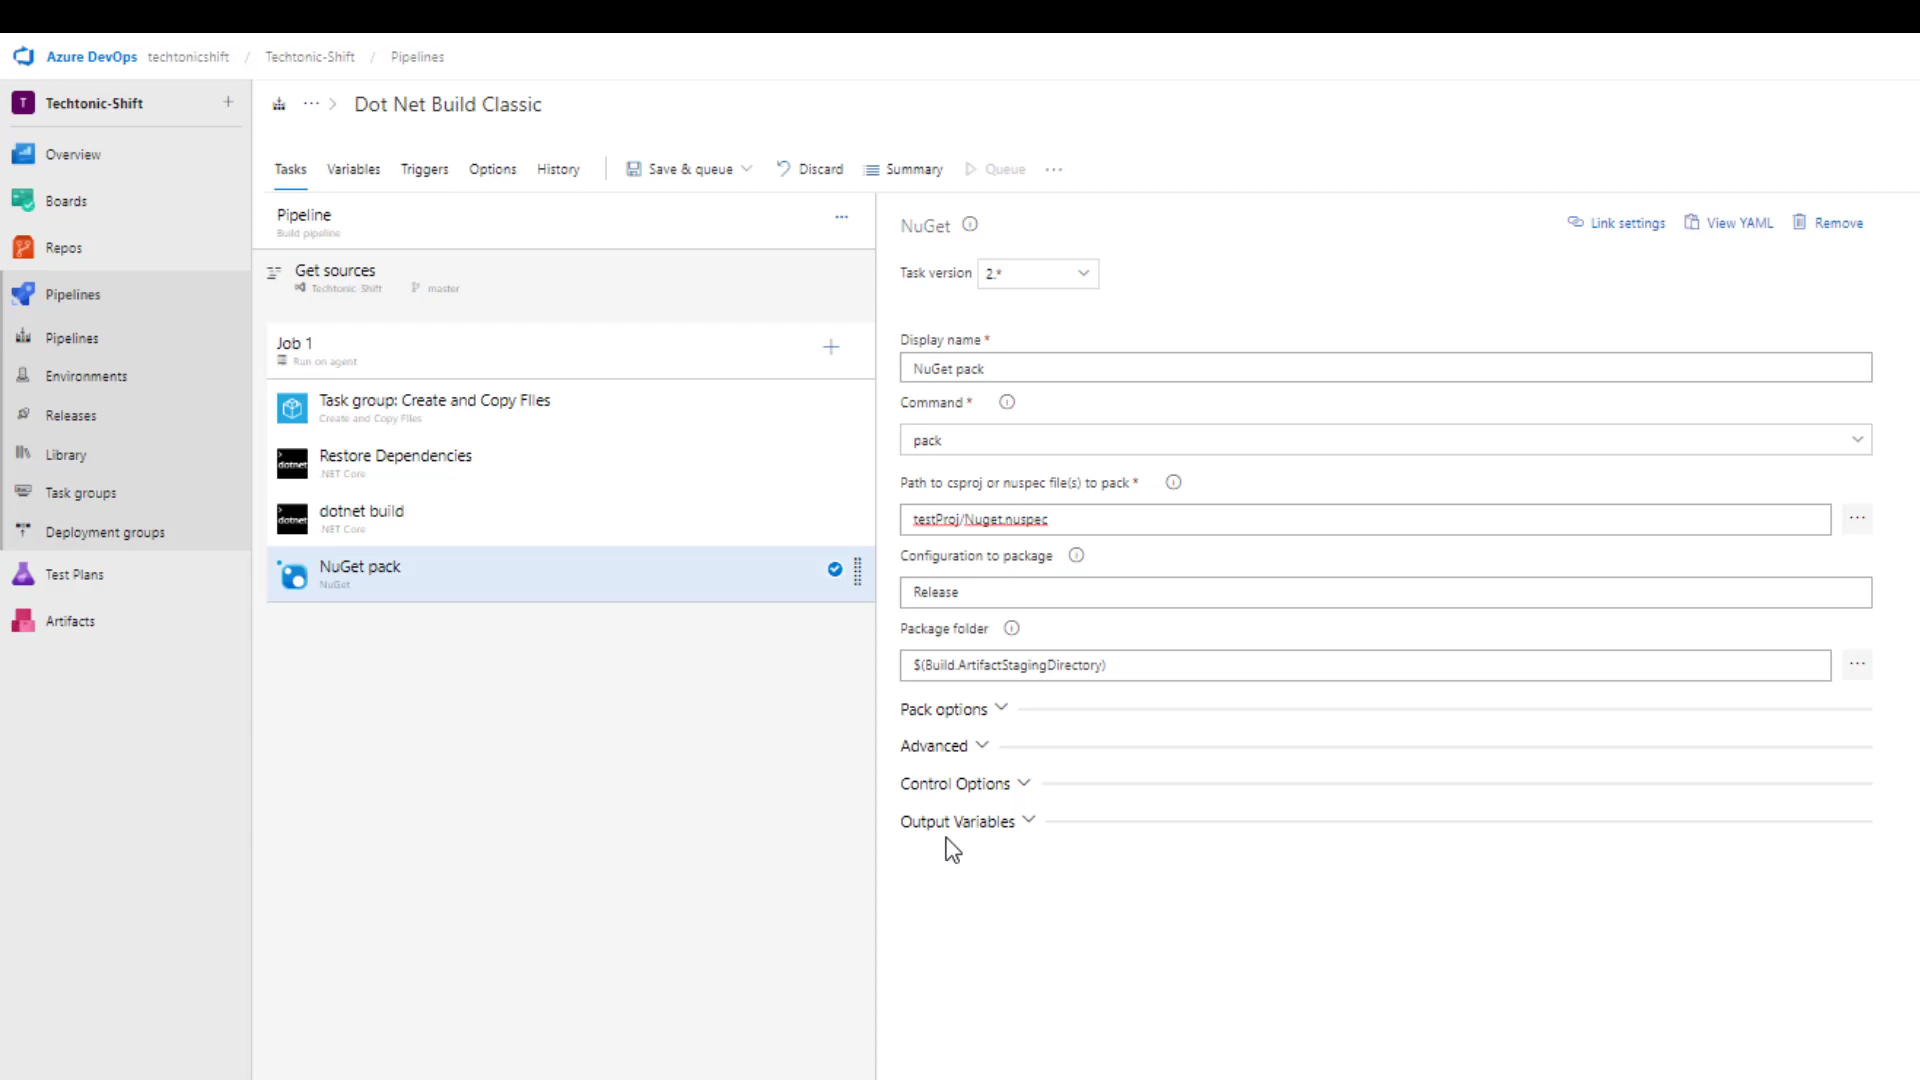 Azure DevOps techtonicshift / Techtonic-Shift / Pipelines
T Techtonic-Shift +
Overview
Boards
Repos
Pipelines
Pipelines
Environments
Releases
Library
Task groups
Deployment groups
Test Plans
Artifacts
··· > Dot Net Build Classic
Tasks Variables Triggers Options History Save & queue Discard Summary Queue ···
Pipeline ···
Build pipeline
Get sources
Techtonic Shift master
Job 1 +
Run on agent
Task group: Create and Copy FIles
Create and Copy FIles
dotnet Restore Dependencies
.NET Core
dotnet dotnet build
.NET Core
NuGet pack
NuGet
NuGet Link settings View YAML Remove
Task version 2.*
Display name *
NuGet pack
Command *
pack
Path to csproj or nuspec file(s) to pack *
testProj/Nuget.nuspec ···
Configuration to package
Release
Package folder
$(Build.ArtifactStagingDirectory) ···
Pack options
Advanced
Control Options
Output Variables